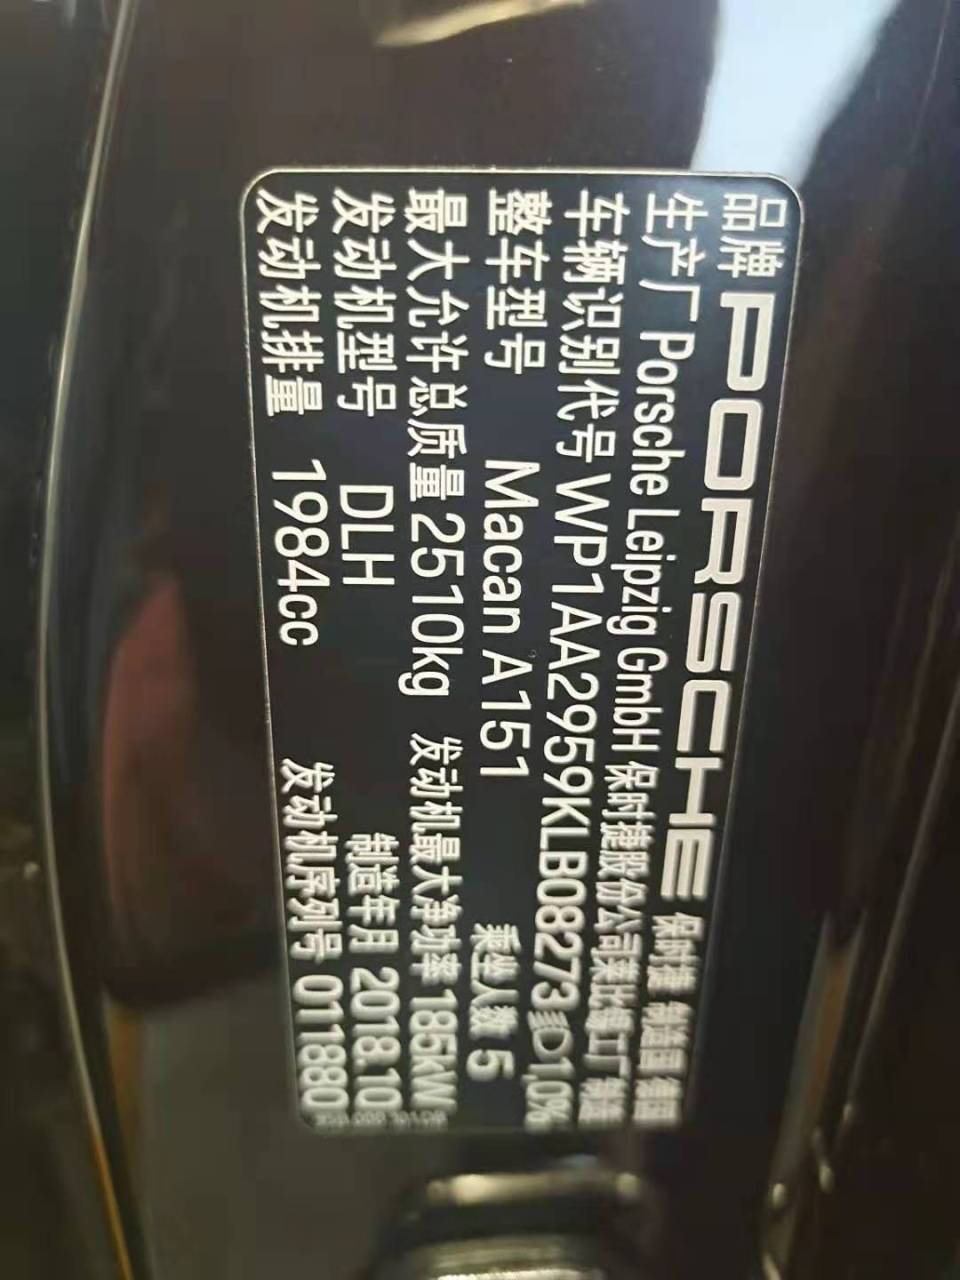 品牌 PORSCHE 保时捷 制造国 德国
生产厂 Porsche Leipzig GmbH 保时捷股份公司莱比锡工厂 制造
车辆识别代号 WP1AA2959KLB08273 1,0%
整车型号 Macan A151 乘坐人数 5
最大允许总质量 2510kg 发动机最大净功率 185kW
发动机型号 DLH 制造年月 2018.10
发动机排量 1984cc 发动机序列号 011880